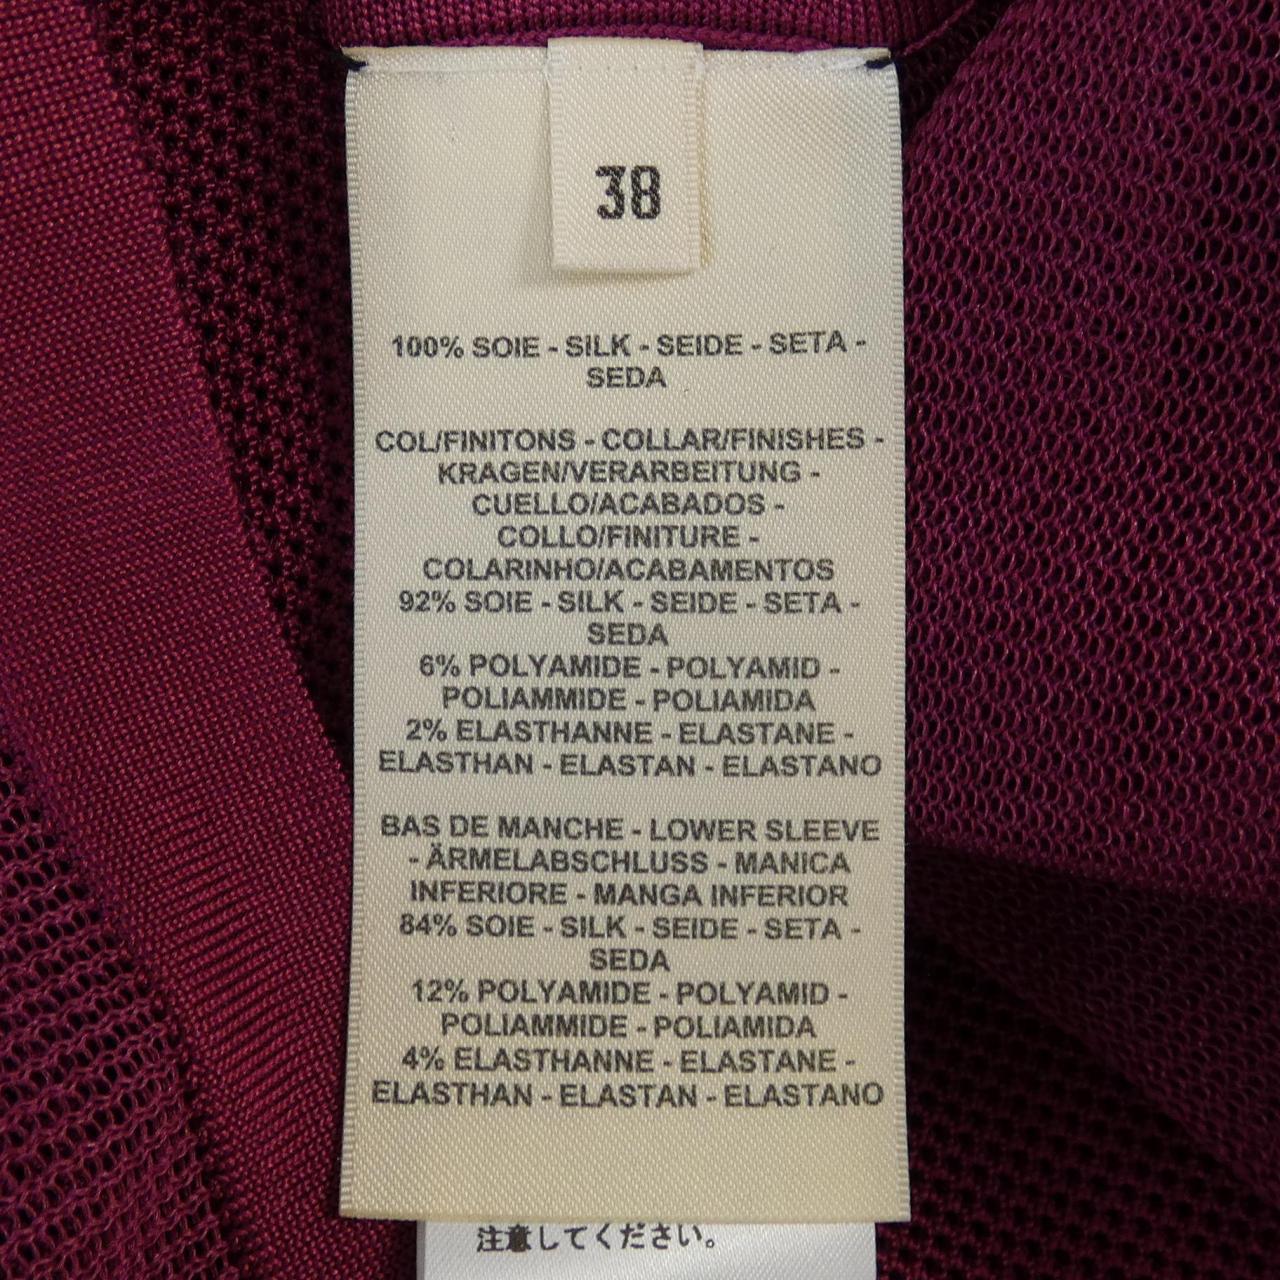 38
100% SOIE - SILK - SEIDE - SETA -
SEDA
COL/FINITONS - COLLAR/FINISHES -
KRAGEN/VERARBEITUNG -
CUELLO/ACABADOS -
COLLO/FINITURE -
COLARINHO/ACABAMENTOS
92% SOIE - SILK - SEIDE - SETA -
SEDA
6% POLYAMIDE - POLYAMID -
POLIAMMIDE - POLIAMIDA
2% ELASTHANNE - ELASTANE -
ELASTHAN - ELASTAN - ELASTANO
BAS DE MANCHE - LOWER SLEEVE
- ÄRMELABSCHLUSS - MANICA
INFERIORE - MANGA INFERIOR
84% SOIE - SILK - SEIDE - SETA -
SEDA
12% POLYAMIDE - POLYAMID -
POLIAMMIDE - POLIAMIDA
4% ELASTHANNE - ELASTANE -
ELASTHAN - ELASTAN - ELASTANO
注意してください。